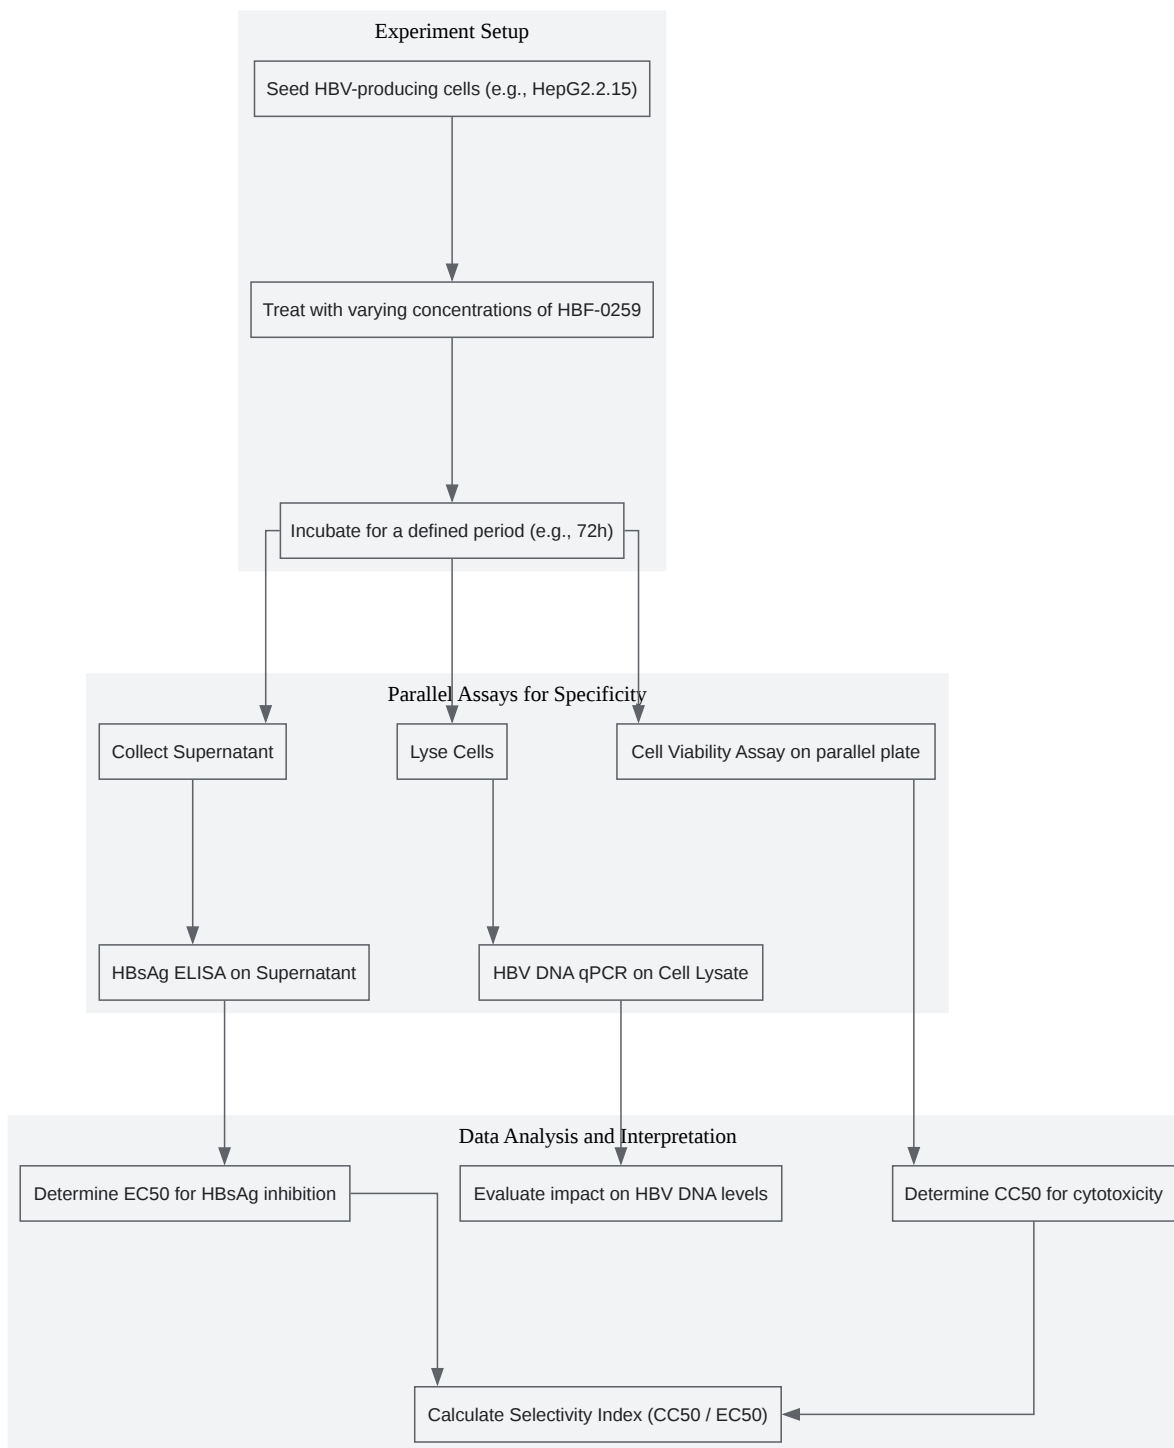 Experiment Setup
Seed HBV-producing cells (e.g., HepG2.2.15)
Treat with varying concentrations of HBF-0259
Incubate for a defined period (e.g., 72h)
Parallel Assays for Specificity
Collect Supernatant
Lyse Cells
Cell Viability Assay on parallel plate
HBsAg ELISA on Supernatant
HBV DNA qPCR on Cell Lysate
Data Analysis and Interpretation
Determine EC50 for HBsAg inhibition
Evaluate impact on HBV DNA levels
Determine CC50 for cytotoxicity
Calculate Selectivity Index (CC50 / EC50)